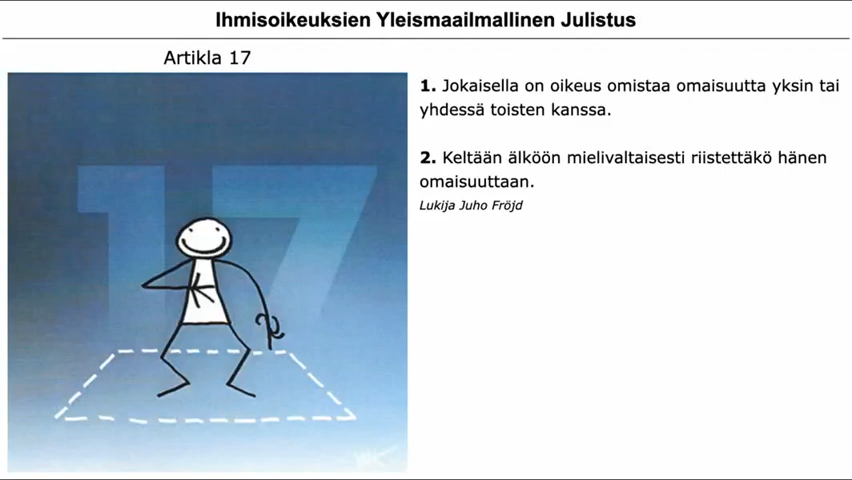 Ihmisoikeuksien Yleismaailmallinen Julistus
Artikla 17
17
1. Jokaisella on oikeus omistaa omaisuutta yksin tai
yhdessä toisten kanssa.
2. Keltään älköön mielivaltaisesti riistettäkö hänen
omaisuuttaan.
Lukija Juho Fröjd